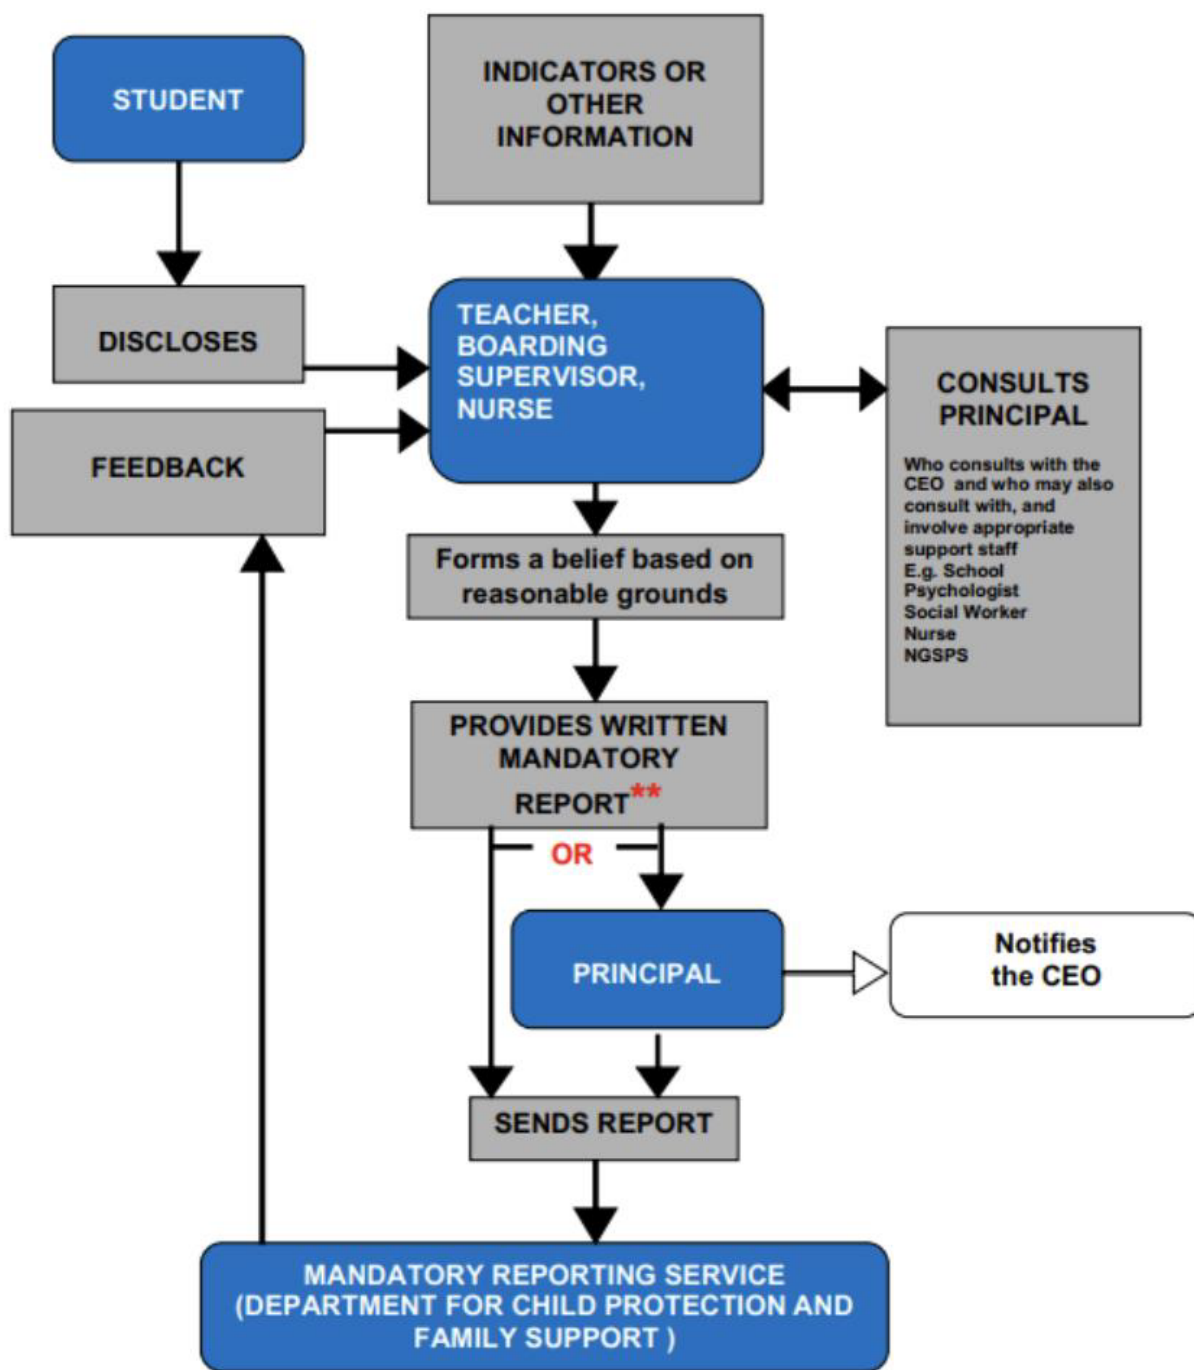 STUDENT
INDICATORS OR
OTHER
INFORMATION
DISCLOSES
TEACHER,
BOARDING
SUPERVISOR,
NURSE
CONSULTS
PRINCIPAL
Who consults with the
CEO and who may also
consult with, and
involve appropriate
support staff
E.g. School
Psychologist
Social Worker
Nurse
NGSPS
FEEDBACK
Forms a belief based on
reasonable grounds
PROVIDES WRITTEN
MANDATORY
REPORT**
OR
PRINCIPAL
Notifies
the CEO
SENDS REPORT
MANDATORY REPORTING SERVICE
(DEPARTMENT FOR CHILD PROTECTION AND
FAMILY SUPPORT )